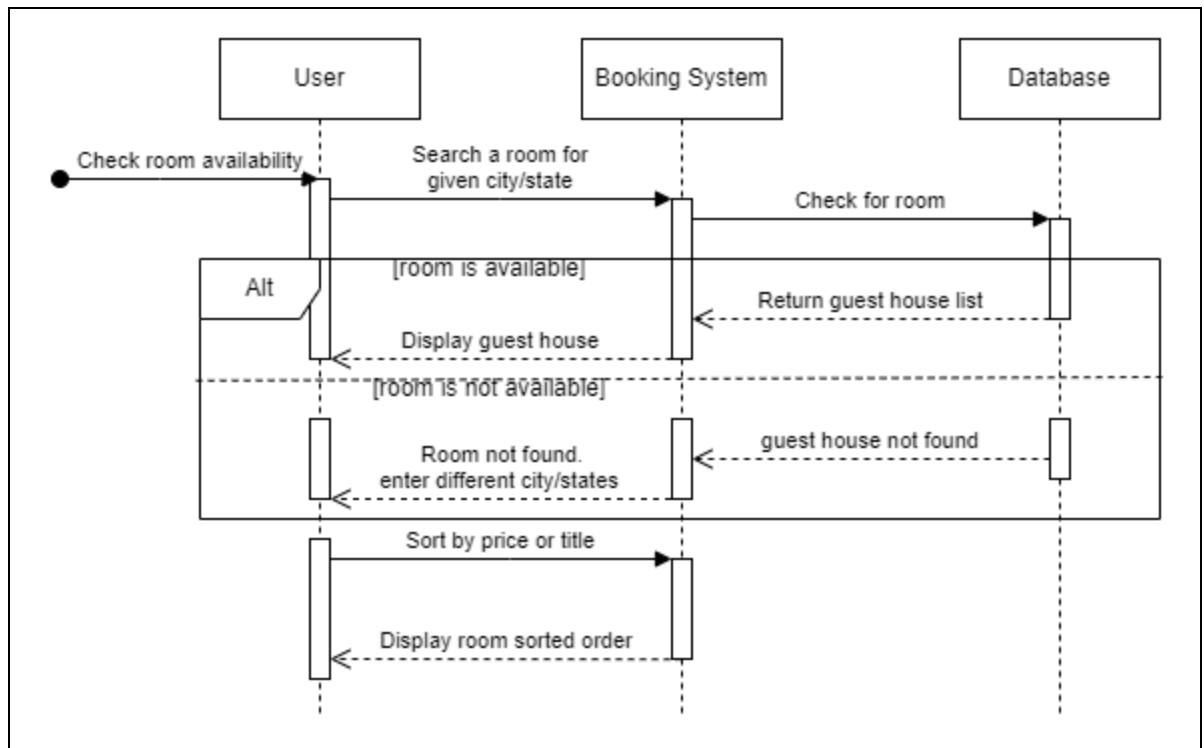 User
Booking System
Database
Check room availability
Search a room for
given city/state
Check for room
[room is available]
Alt
Return guest house list
Display guest house
[room is not available]
guest house not found
Room not found.
enter different city/states
Sort by price or title
Display room sorted order